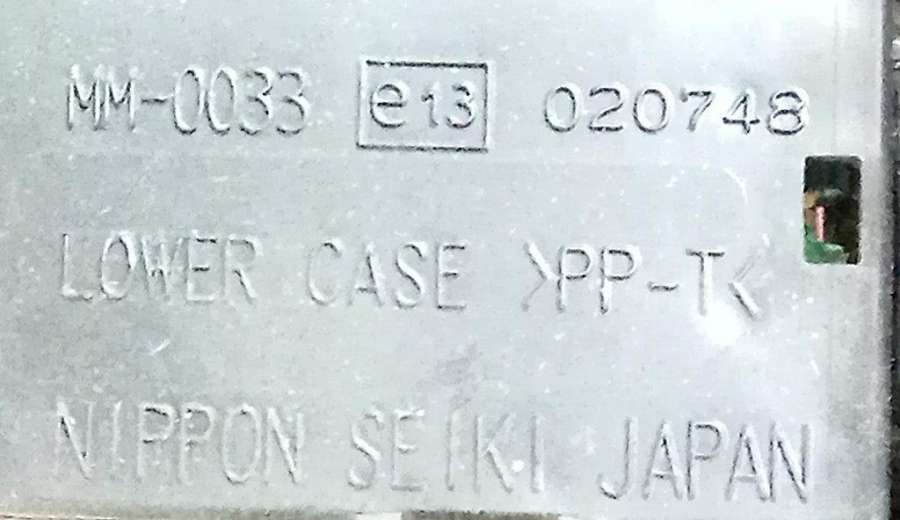 MM-0033 e13 020748
LOWER CASE >PP-T<
NIPPON SEIKI JAPAN